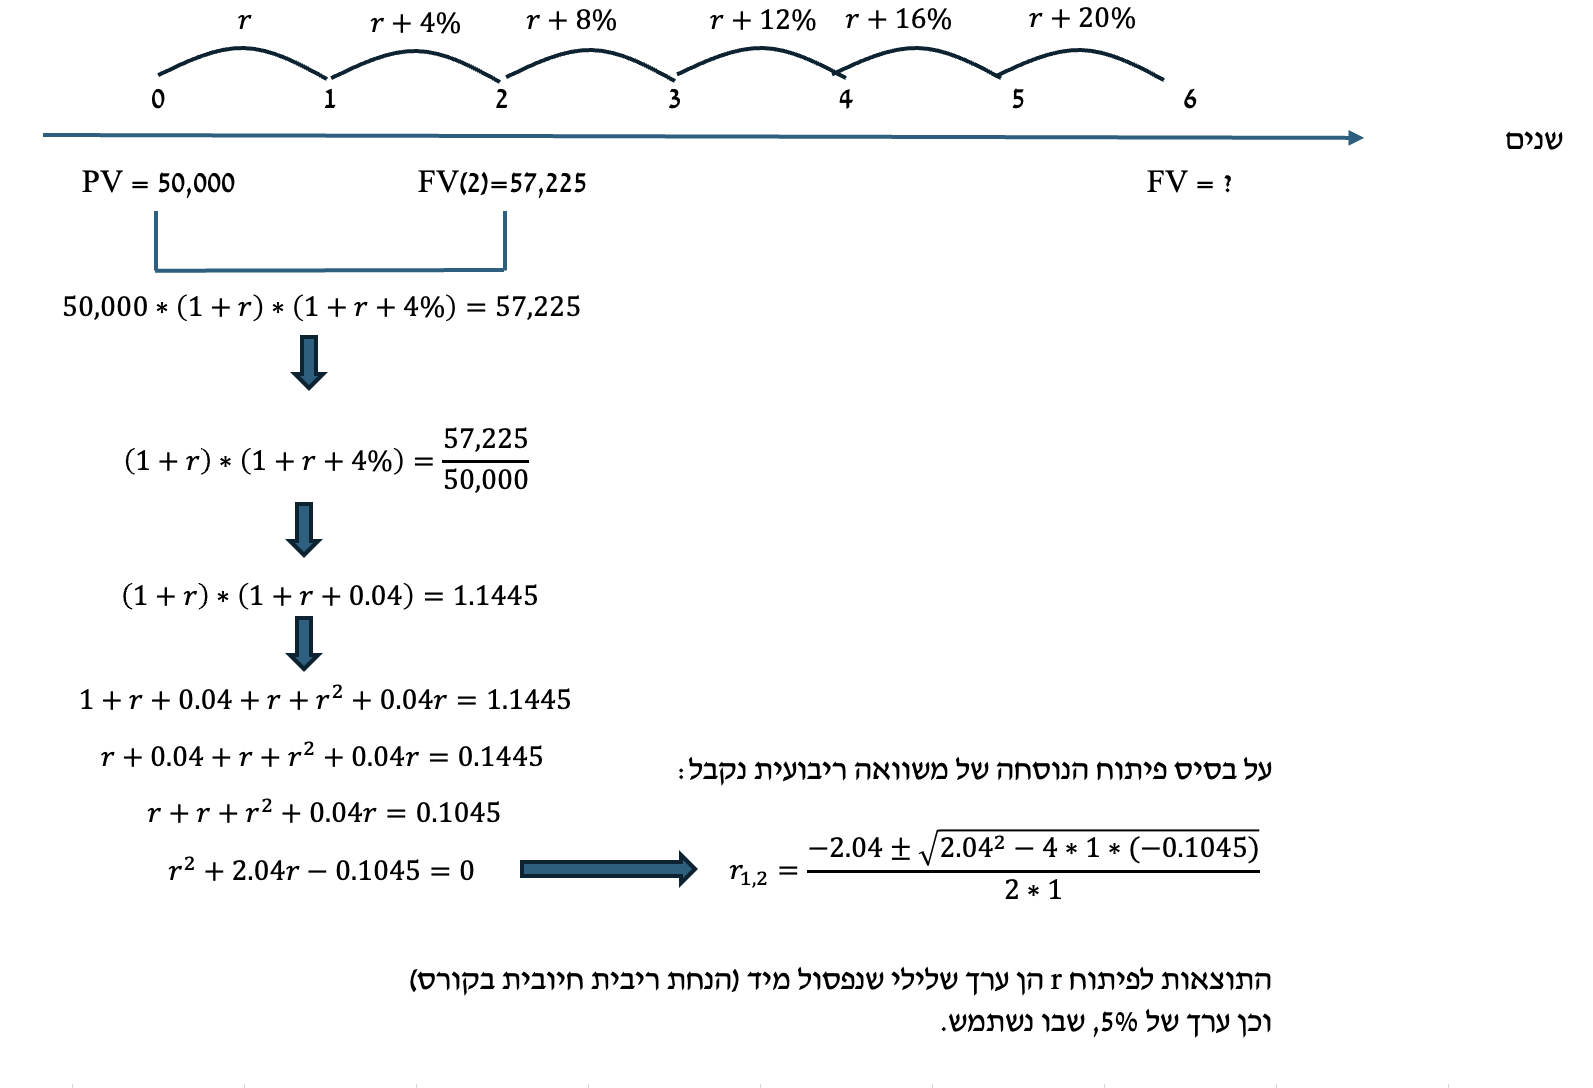 r r + 4% r + 8% r + 12% r + 16% r + 20%
0 1 2 3 4 5 6
שנים
PV = 50,000 FV(2)=57,225 FV = ?
50,000 ∗ (1 + r) ∗ (1 + r + 4%) = 57,225
(1 + r) ∗ (1 + r + 4%) = 57,225/50,000
(1 + r) ∗ (1 + r + 0.04) = 1.1445
1 + r + 0.04 + r + r² + 0.04r = 1.1445
r + 0.04 + r + r² + 0.04r = 0.1445
על בסיס פיתוח הנוסחה של משוואה ריבועית נקבל:
r + r + r² + 0.04r = 0.1045
r² + 2.04r − 0.1045 = 0
r₁,₂ = (−2.04 ± √(2.04² − 4 ∗ 1 ∗ (−0.1045)))/(2 ∗ 1)
התוצאות לפיתוח r הן ערך שלילי שנפסול מיד (הנחת ריבית חיובית בקורס)
וכן ערך של 5%, שבו נשתמש.